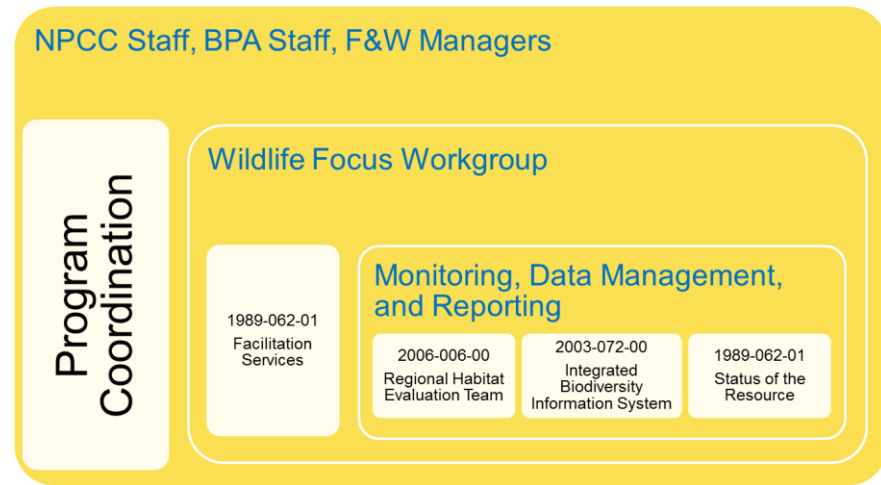 NPCC Staff, BPA Staff, F&W Managers
Program
Coordination
Wildlife Focus Workgroup
1989-062-01
Facilitation
Services
Monitoring, Data Management,
and Reporting
2006-006-00
Regional Habitat
Evaluation Team
2003-072-00
Integrated
Biodiversity
Information System
1989-062-01
Status of the
Resource